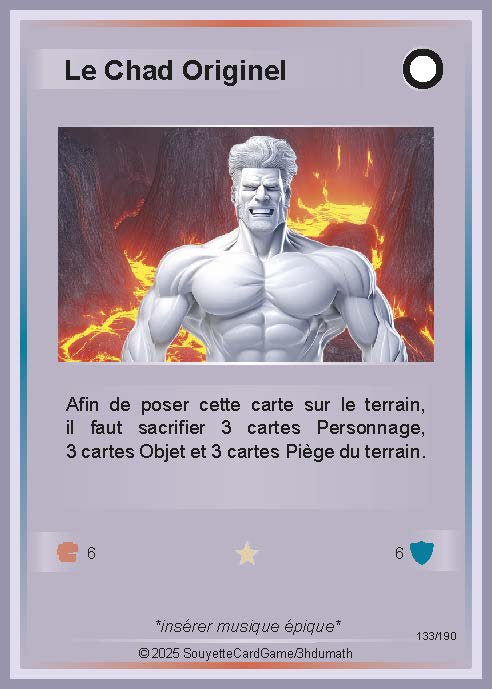 Le Chad Originel
Afin de poser cette carte sur le terrain,
il faut sacrifier 3 cartes Personnage,
3 cartes Objet et 3 cartes Piège du terrain.
6 6
*insérer musique épique*
133/190
© 2025 SouyetteCardGame/3hdumath